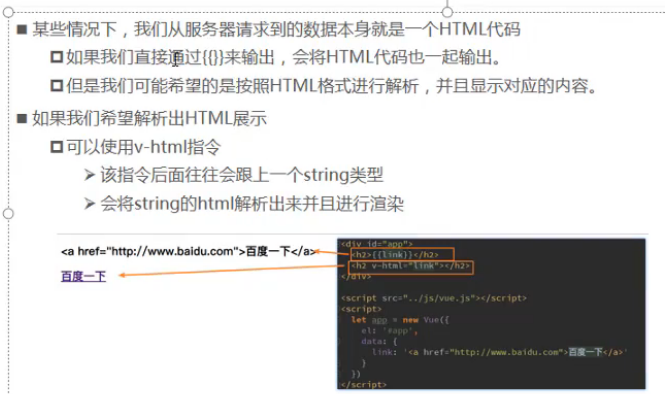 某些情况下，我们从服务器请求到的数据本身就是一个HTML代码
如果我们直接通过{{}}来输出，会将HTML代码也一起输出。
但是我们可能希望的是按照HTML格式进行解析，并且显示对应的内容。
如果我们希望解析出HTML展示
可以使用v-html指令
该指令后面往往会跟上一个string类型
会将string的html解析出来并且进行渲染
<a href="http://www.baidu.com">百度一下</a>
百度一下
<div id="app">
<h2>{{link}}</h2>
<h2 v-html="link"></h2>
</div>
<script src="../js/vue.js"></script>
<script>
let app = new Vue({
el: '#app',
data: {
link: '<a href="http://www.baidu.com">百度一下</a>'
}
})
</script>